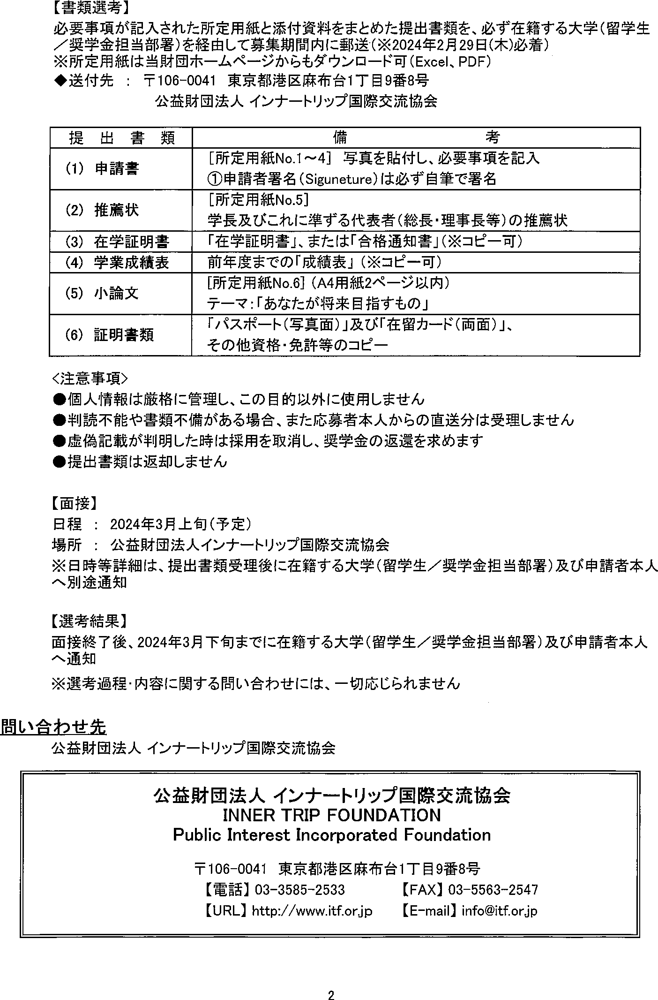 【書類選考】
必要事項が記入された所定用紙と添付資料をまとめた提出書類を、必ず在籍する大学（留学生
／奨学金担当部署）を経由して募集期間内に郵送（※2024年2月29日(木)必着）
※所定用紙は当財団ホームページからもダウンロード可（Excel、PDF）
◆送付先 ： 〒106-0041 東京都港区麻布台1丁目9番8号
公益財団法人 インナートリップ国際交流協会
提 出 書 類 備 考
(1) 申請書
［所定用紙No.1～4］ 写真を貼付し、必要事項を記入
①申請者署名（Siguneture）は必ず自筆で署名
(2) 推薦状
［所定用紙No.5］
学長及びこれに準ずる代表者（総長・理事長等）の推薦状
(3) 在学証明書 「在学証明書」、または「合格通知書」（※コピー可）
(4) 学業成績表 前年度までの「成績表」（※コピー可）
(5) 小論文
［所定用紙No.6］（A4用紙2ページ以内）
テーマ：「あなたが将来目指すもの」
(6) 証明書類
「パスポート（写真面）」及び「在留カード（両面）」、
その他資格・免許等のコピー
<注意事項>
●個人情報は厳格に管理し、この目的以外に使用しません
●判読不能や書類不備がある場合、また応募者本人からの直送分は受理しません
●虚偽記載が判明した時は採用を取消し、奨学金の返還を求めます
●提出書類は返却しません
【面接】
日程 ： 2024年3月上旬（予定）
場所 ： 公益財団法人インナートリップ国際交流協会
※日時等詳細は、提出書類受理後に在籍する大学（留学生／奨学金担当部署）及び申請者本人
へ別途通知
【選考結果】
面接終了後、2024年3月下旬までに在籍する大学（留学生／奨学金担当部署）及び申請者本人
へ通知
※選考過程・内容に関する問い合わせには、一切応じられません
問い合わせ先
公益財団法人 インナートリップ国際交流協会
公益財団法人 インナートリップ国際交流協会
INNER TRIP FOUNDATION
Public Interest Incorporated Foundation
〒106-0041 東京都港区麻布台1丁目9番8号
【電話】 03-3585-2533 【FAX】 03-5563-2547
【URL】 http://www.itf.or.jp 【E-mail】 info@itf.or.jp
2